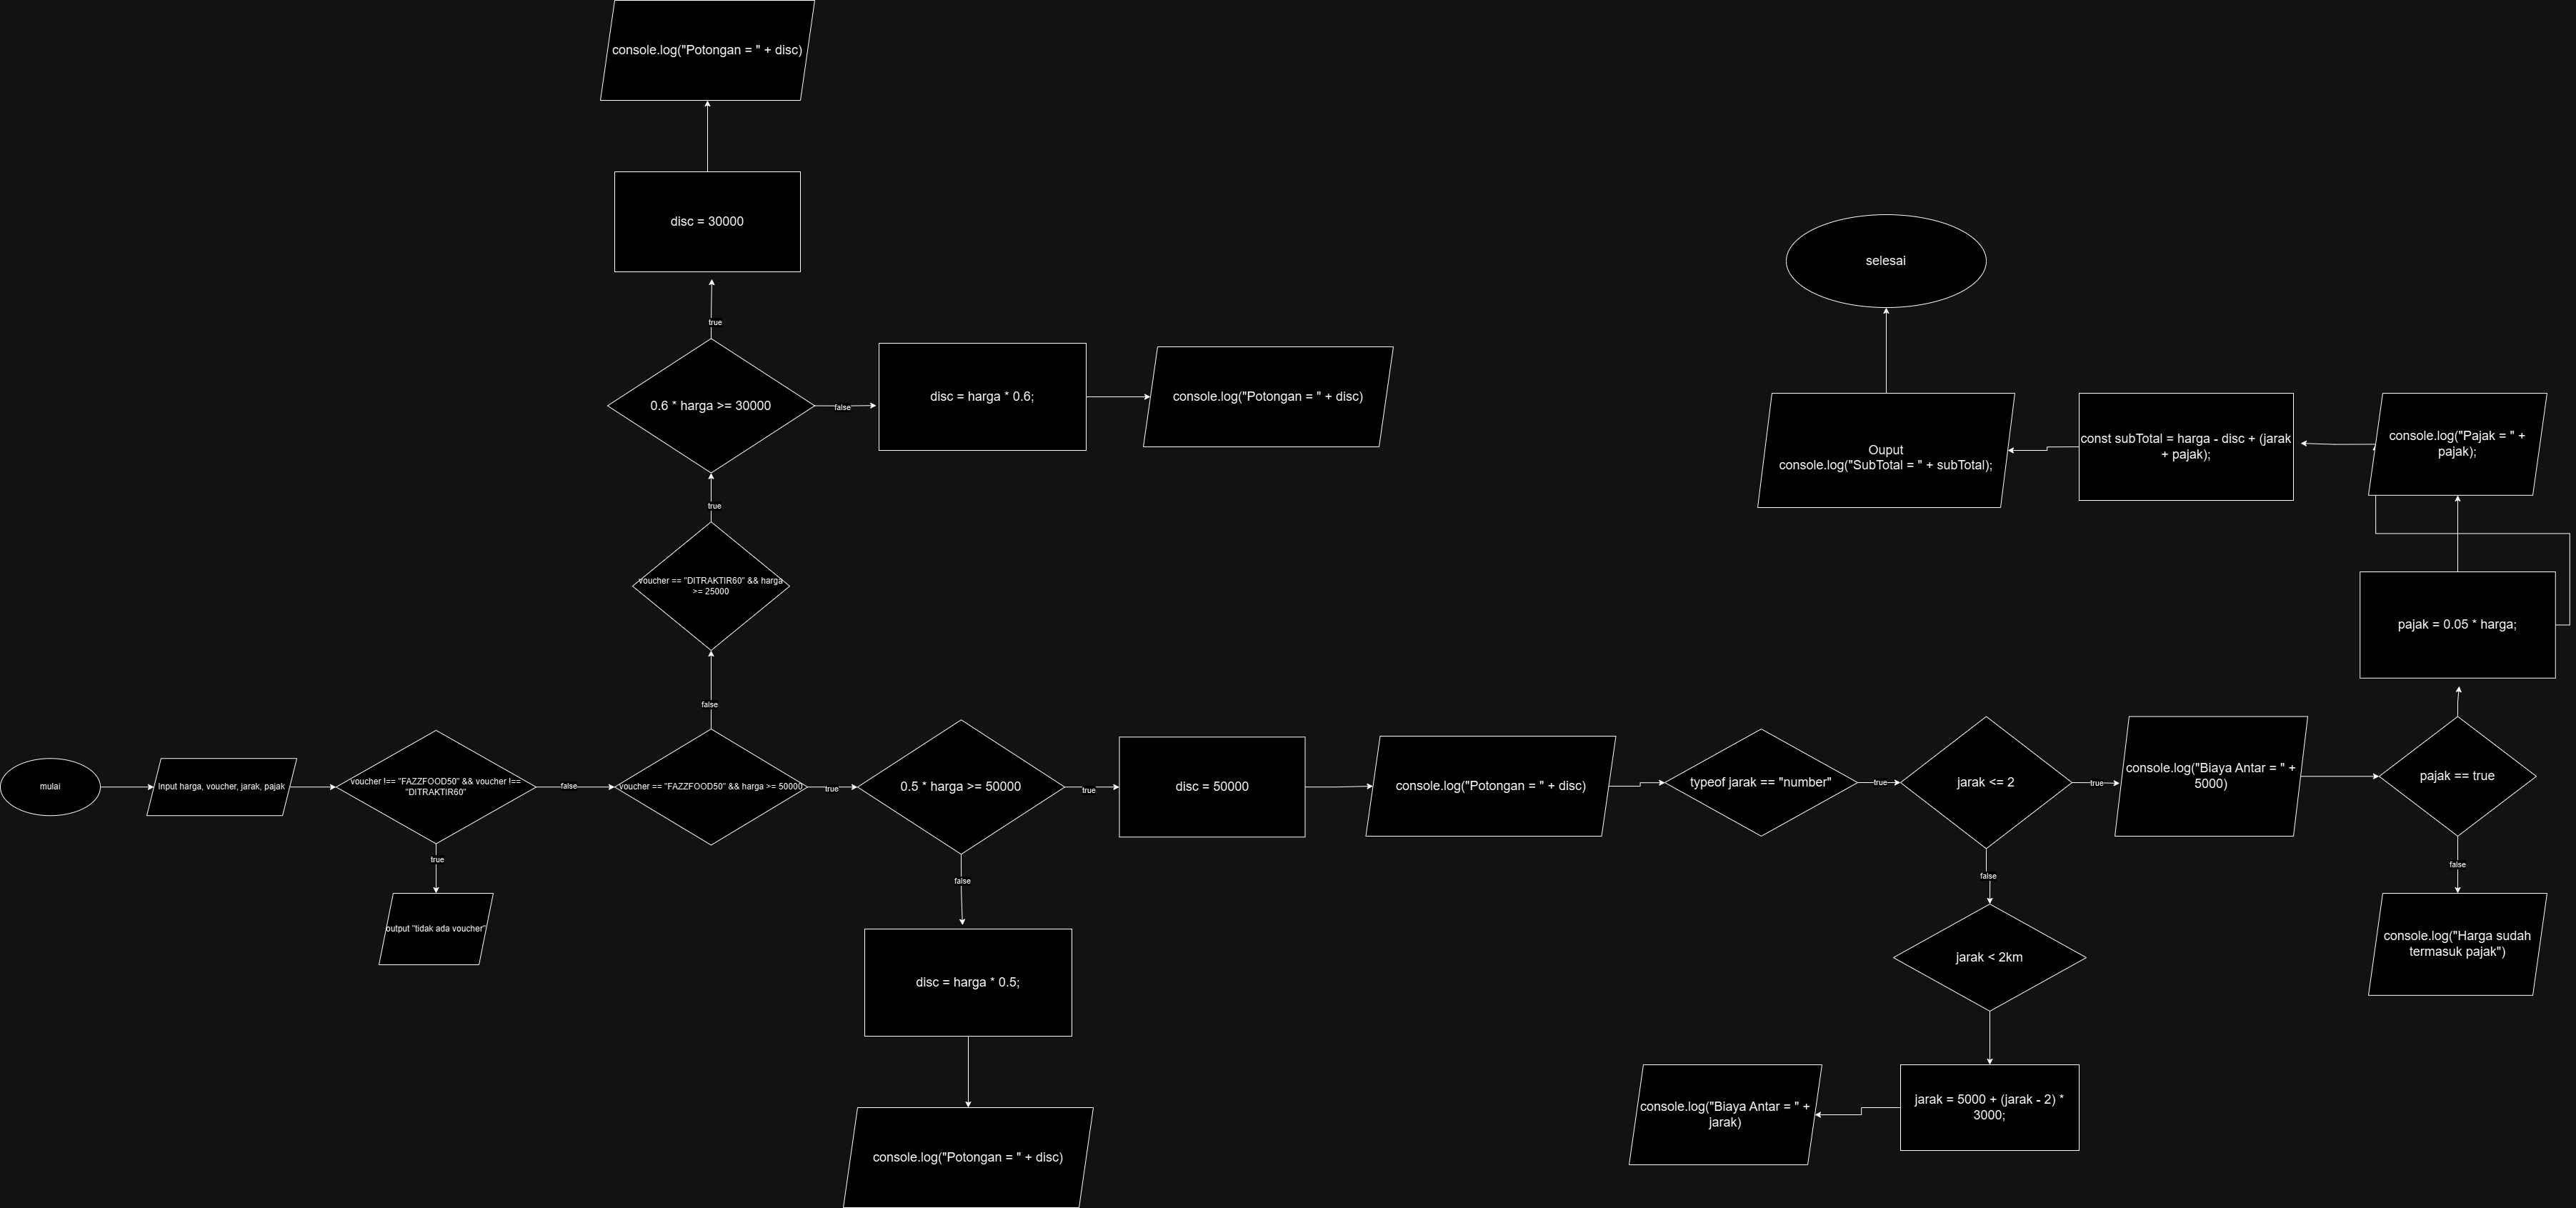 console.log("Potongan = " + disc)
disc = 30000
true
0.6 * harga >= 30000
false
disc = harga * 0.6;
console.log("Potongan = " + disc)
true
voucher == "DITRAKTIR60" && harga
>= 25000
false
mulai
Input harga, voucher, jarak, pajak
voucher !== "FAZZFOOD50" && voucher !==
"DITRAKTIR60"
true
output "tidak ada voucher"
false
voucher == "FAZZFOOD50" && harga >= 50000
true
0.5 * harga >= 50000
false
disc = harga * 0.5;
console.log("Potongan = " + disc)
true
disc = 50000
console.log("Potongan = " + disc)
typeof jarak == "number"
true
jarak <= 2
false
jarak < 2km
jarak = 5000 + (jarak - 2) *
3000;
console.log("Biaya Antar = " +
jarak)
true
console.log("Biaya Antar = " +
5000)
pajak == true
false
console.log("Harga sudah
termasuk pajak")
pajak = 0.05 * harga;
console.log("Pajak = " +
pajak);
const subTotal = harga - disc + (jarak
+ pajak);
Ouput
console.log("SubTotal = " + subTotal);
selesai